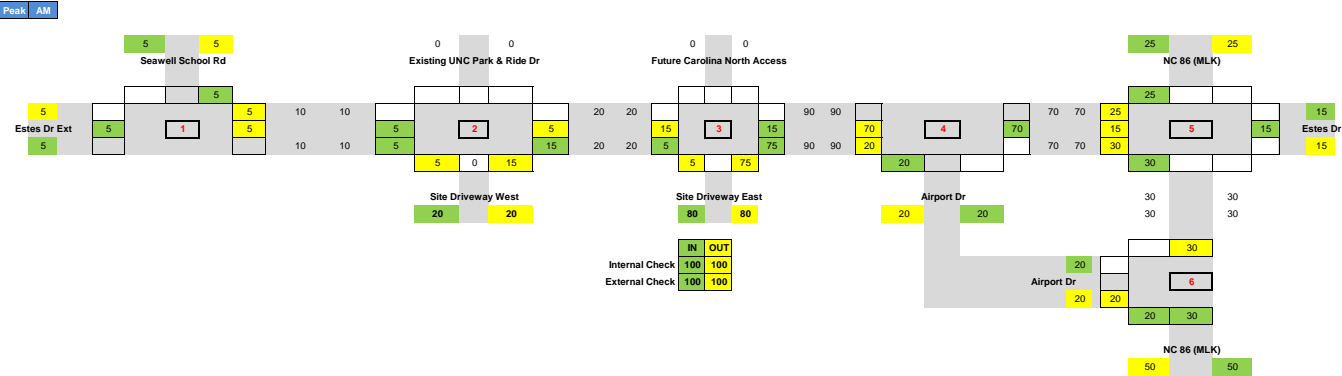 Peak AM
5 5 0 0 0 0 25 25
Seawell School Rd Existing UNC Park & Ride Dr Future Carolina North Access NC 86 (MLK)
5 25
5 5 10 10 20 20 90 90 70 70 25 15
Estes Dr Ext 5 1 5 5 2 5 15 3 15 70 4 70 15 5 15 Estes Dr
5 10 10 15 20 20 5 75 90 90 20 70 70 30 15
5 0 15 5 75 20 30
Site Driveway West Site Driveway East Airport Dr 30 30
20 20 80 80 20 20 30 30
IN OUT 30
Internal Check 100 100 20
External Check 100 100 Airport Dr 6
20 20
20 30
NC 86 (MLK)
50 50